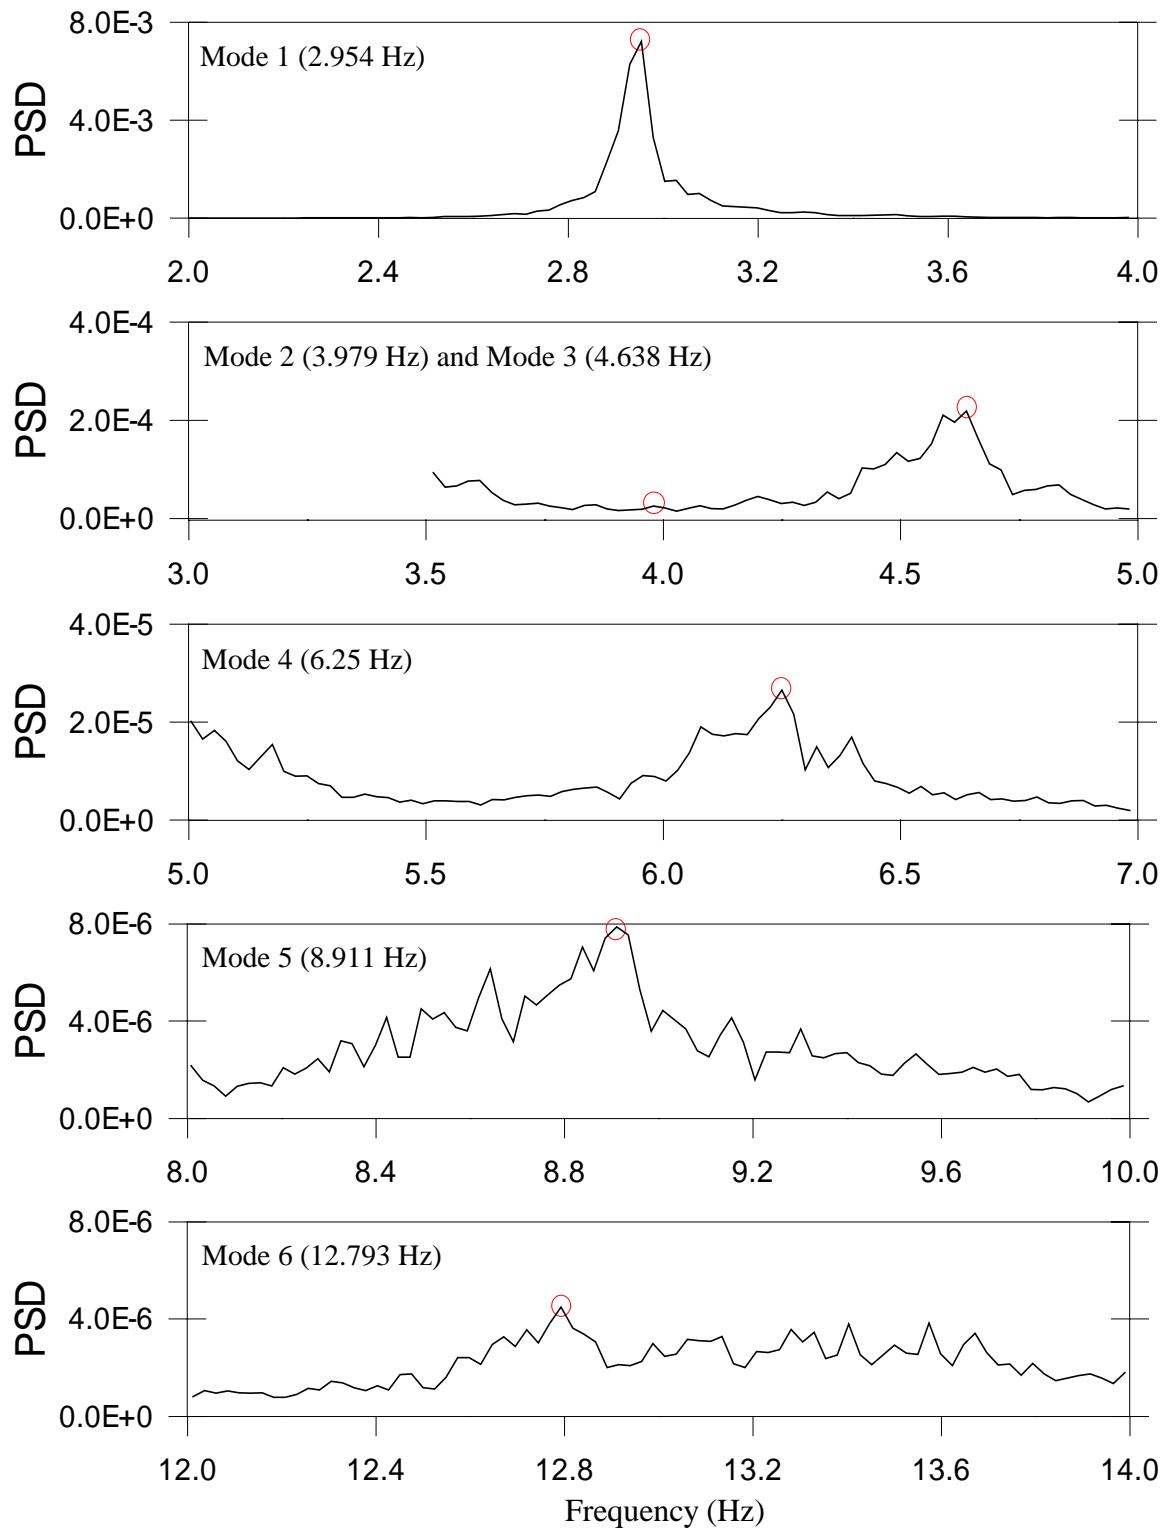 8.0E-3
Mode 1 (2.954 Hz)
PSD
4.0E-3
0.0E+0
2.0 2.4 2.8 3.2 3.6 4.0
4.0E-4
Mode 2 (3.979 Hz) and Mode 3 (4.638 Hz)
PSD
2.0E-4
0.0E+0
3.0 3.5 4.0 4.5 5.0
4.0E-5
Mode 4 (6.25 Hz)
PSD
2.0E-5
0.0E+0
5.0 5.5 6.0 6.5 7.0
8.0E-6
Mode 5 (8.911 Hz)
PSD
4.0E-6
0.0E+0
8.0 8.4 8.8 9.2 9.6 10.0
8.0E-6
Mode 6 (12.793 Hz)
PSD
4.0E-6
0.0E+0
12.0 12.4 12.8 13.2 13.6 14.0
Frequency (Hz)